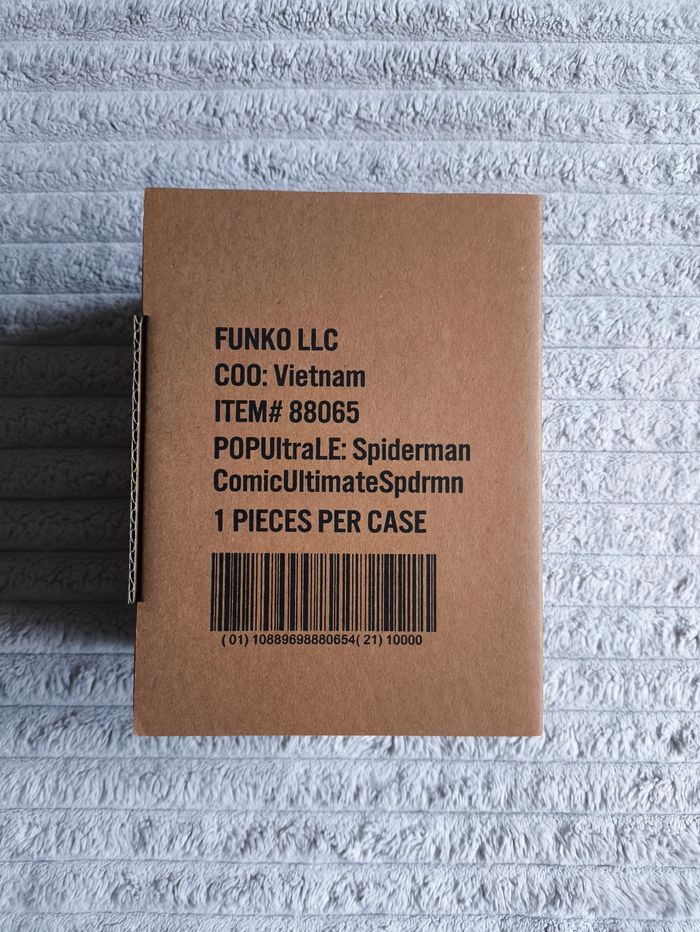 FUNKO LLC
COO: Vietnam
ITEM# 88065
POPUltraLE: Spiderman
ComicUltimateSpdrmn
1 PIECES PER CASE
( 01) 10889698880654( 21) 10000